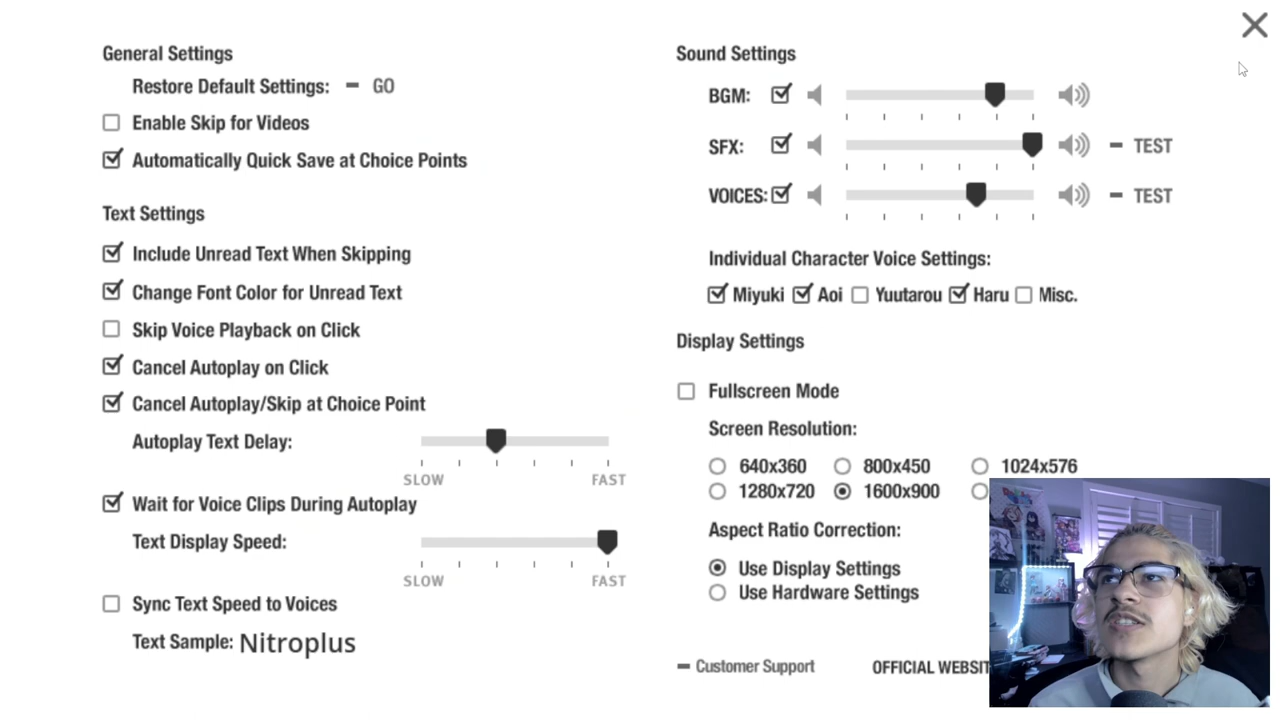 General Settings
Restore Default Settings: GO
Enable Skip for Videos
Automatically Quick Save at Choice Points
Text Settings
Include Unread Text When Skipping
Change Font Color for Unread Text
Skip Voice Playback on Click
Cancel Autoplay on Click
Cancel Autoplay/Skip at Choice Point
Autoplay Text Delay:
SLOW FAST
Wait for Voice Clips During Autoplay
Text Display Speed:
SLOW FAST
Sync Text Speed to Voices
Text Sample: Nitroplus
Sound Settings
BGM:
SFX: TEST
VOICES: TEST
Individual Character Voice Settings:
Miyuki Aoi Yuutarou Haru Misc.
Display Settings
Fullscreen Mode
Screen Resolution:
640x360 800x450 1024x576
1280x720 1600x900
Aspect Ratio Correction:
Use Display Settings
Use Hardware Settings
Customer Support OFFICIAL